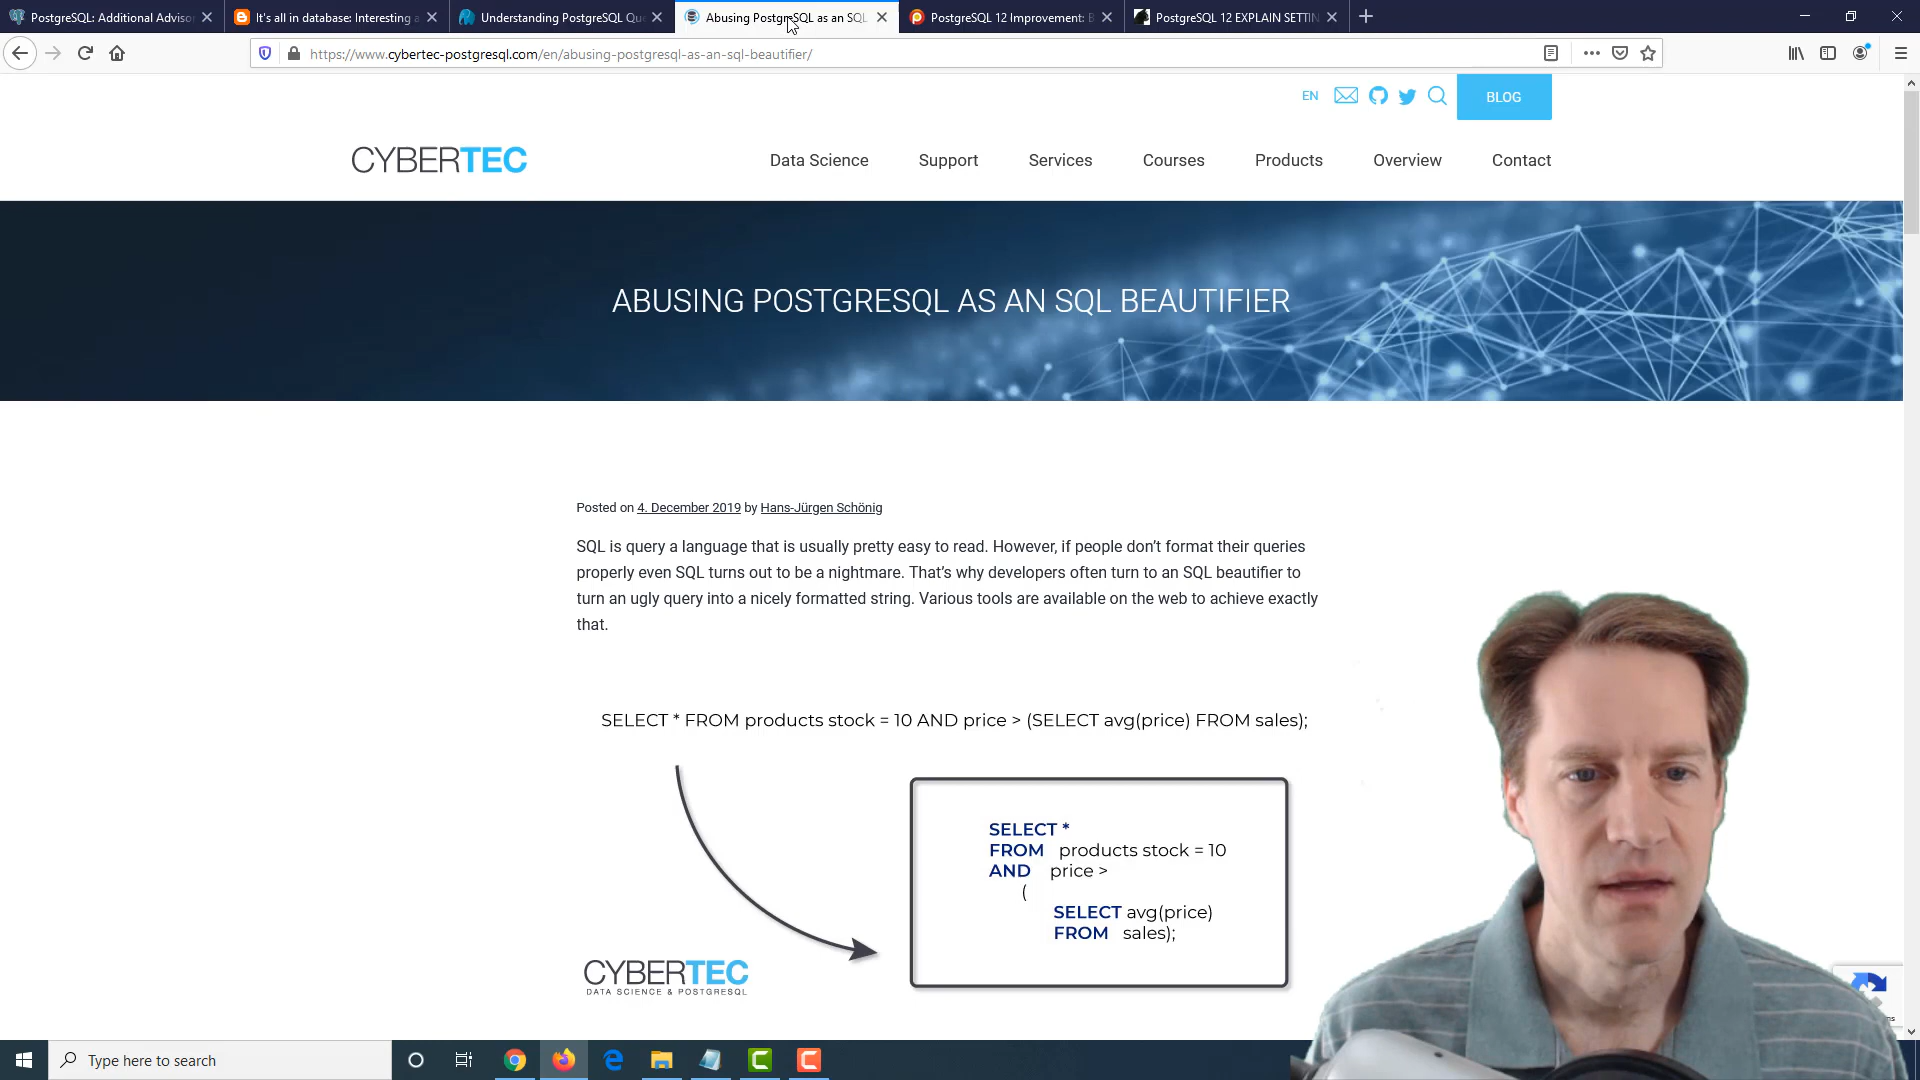 PostgreSQL: Additional Adviso
It's all in database: Interesting a
Understanding PostgreSQL Qu
Abusing PostgreSQL as an SQL
PostgreSQL 12 Improvement: B
PostgreSQL 12 EXPLAIN SETTIN
https://www.cybertec-postgresql.com/en/abusing-postgresql-as-an-sql-beautifier/
EN
BLOG
CYBERTEC
Data Science
Support
Services
Courses
Products
Overview
Contact
ABUSING POSTGRESQL AS AN SQL BEAUTIFIER
Posted on 4. December 2019 by Hans-Jürgen Schönig
SQL is query a language that is usually pretty easy to read. However, if people don’t format their queries
properly even SQL turns out to be a nightmare. That’s why developers often turn to an SQL beautifier to
turn an ugly query into a nicely formatted string. Various tools are available on the web to achieve exactly
that.
SELECT * FROM products stock = 10 AND price > (SELECT avg(price) FROM sales);
SELECT *
FROM products stock = 10
AND price >
(
SELECT avg(price)
FROM sales);
CYBERTEC
DATA SCIENCE & POSTGRESQL
Type here to search